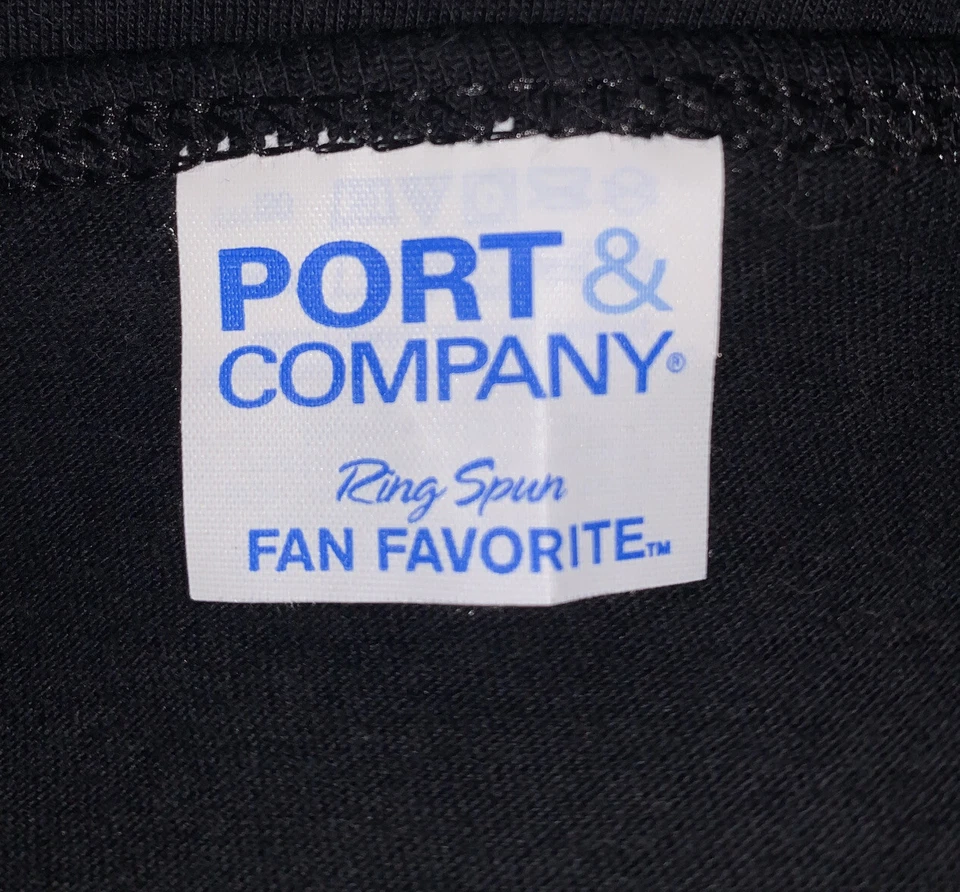 PORT &
COMPANY®
Ring Spun
FAN FAVORITE™